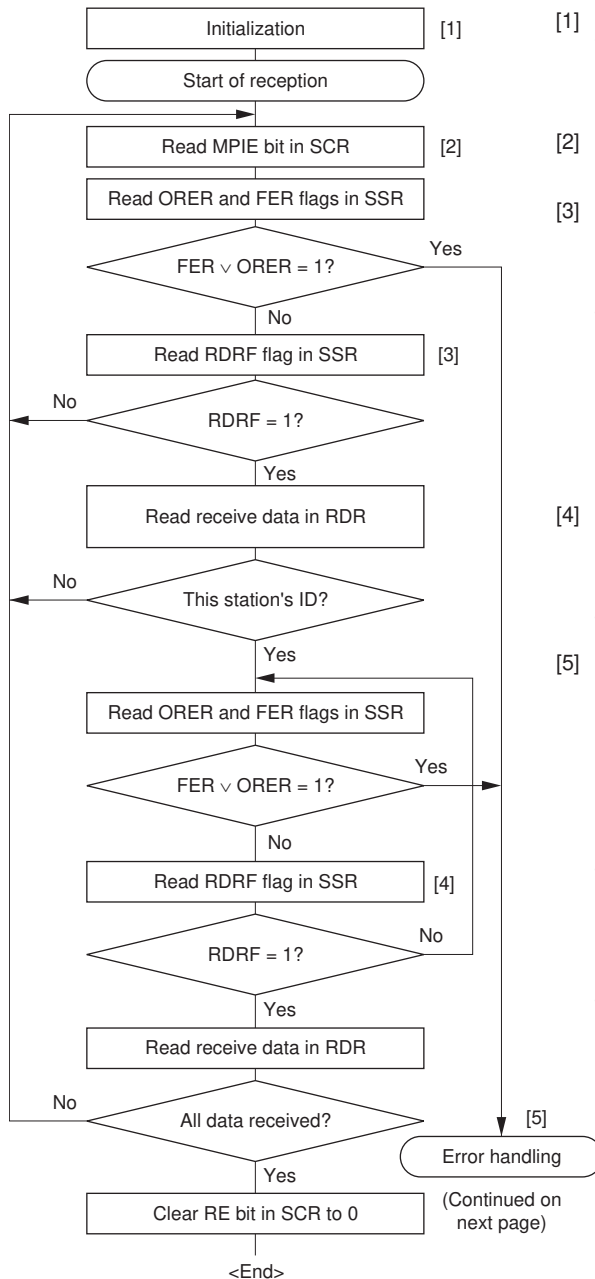 Initialization [1] [1]
Start of reception
Read MPIE bit in SCR [2] [2]
Read ORER and FER flags in SSR
[3]
Yes
FER ∨ ORER = 1?
No
Read RDRF flag in SSR [3]
No
RDRF = 1?
Yes
Read receive data in RDR [4]
No
This station's ID?
Yes
[5]
Read ORER and FER flags in SSR
Yes
FER ∨ ORER = 1?
No
Read RDRF flag in SSR [4]
No
RDRF = 1?
Yes
Read receive data in RDR
No
All data received?
[5]
Error handling
Yes
(Continued on
next page)
Clear RE bit in SCR to 0
<End>